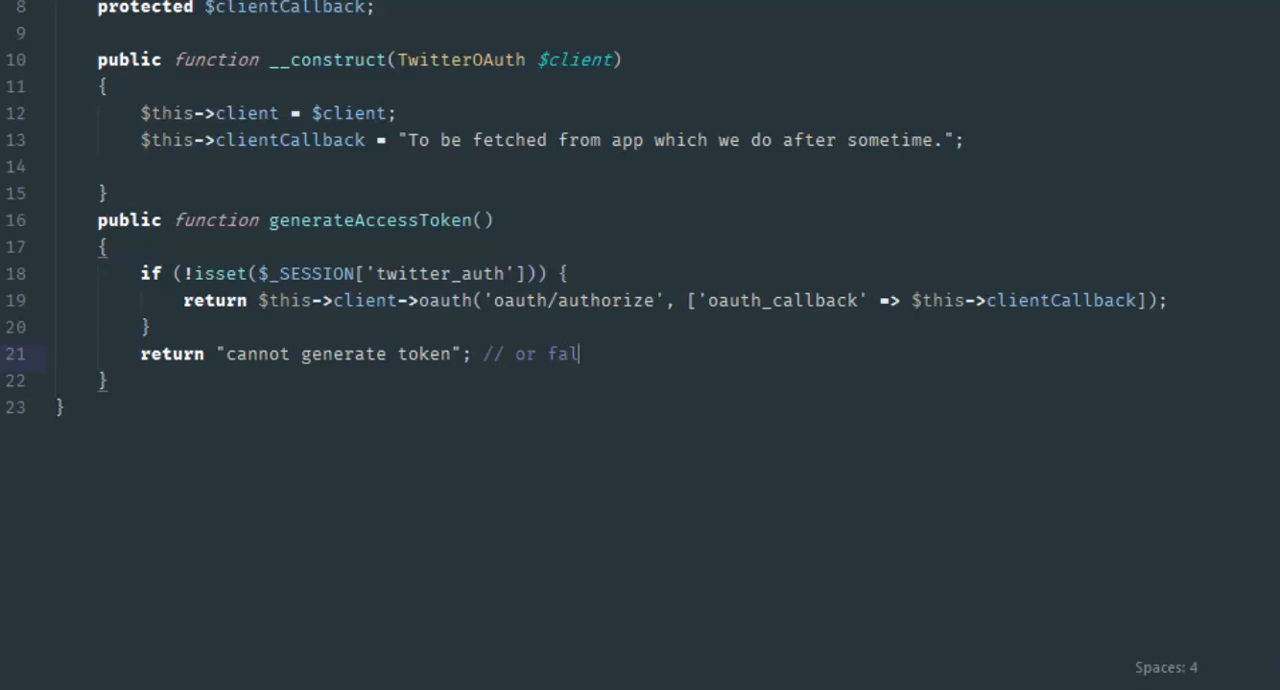 8 protected $clientCallback;
9
10 public function __construct(TwitterOAuth $client)
11 {
12 $this->client = $client;
13 $this->clientCallback = "To be fetched from app which we do after sometime.";
14
15 }
16 public function generateAccessToken()
17 {
18 if (!isset($_SESSION['twitter_auth'])) {
19 return $this->client->oauth('oauth/authorize', ['oauth_callback' => $this->clientCallback]);
20 }
21 return "cannot generate token"; // or fal
22 }
23 }
Spaces: 4